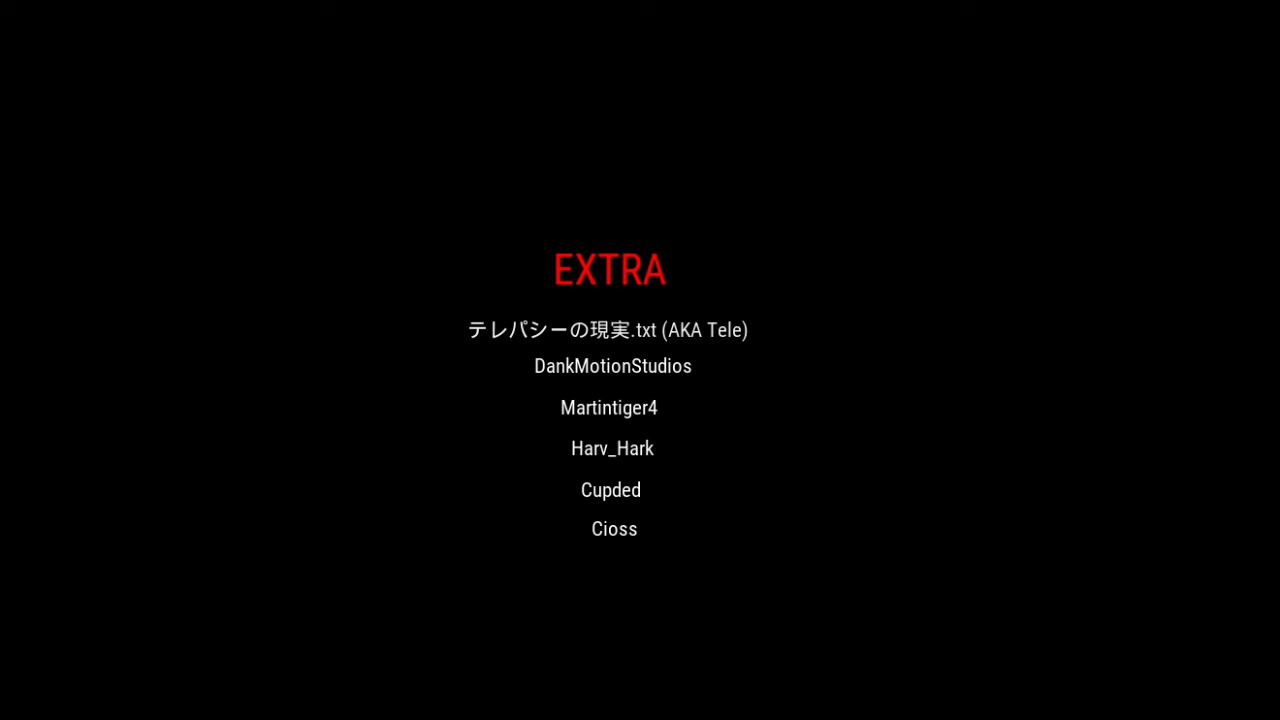 EXTRA
テレパシーの現実.txt (AKA Tele)
DankMotionStudios
Martintiger4
Harv_Hark
Cupded
Cioss